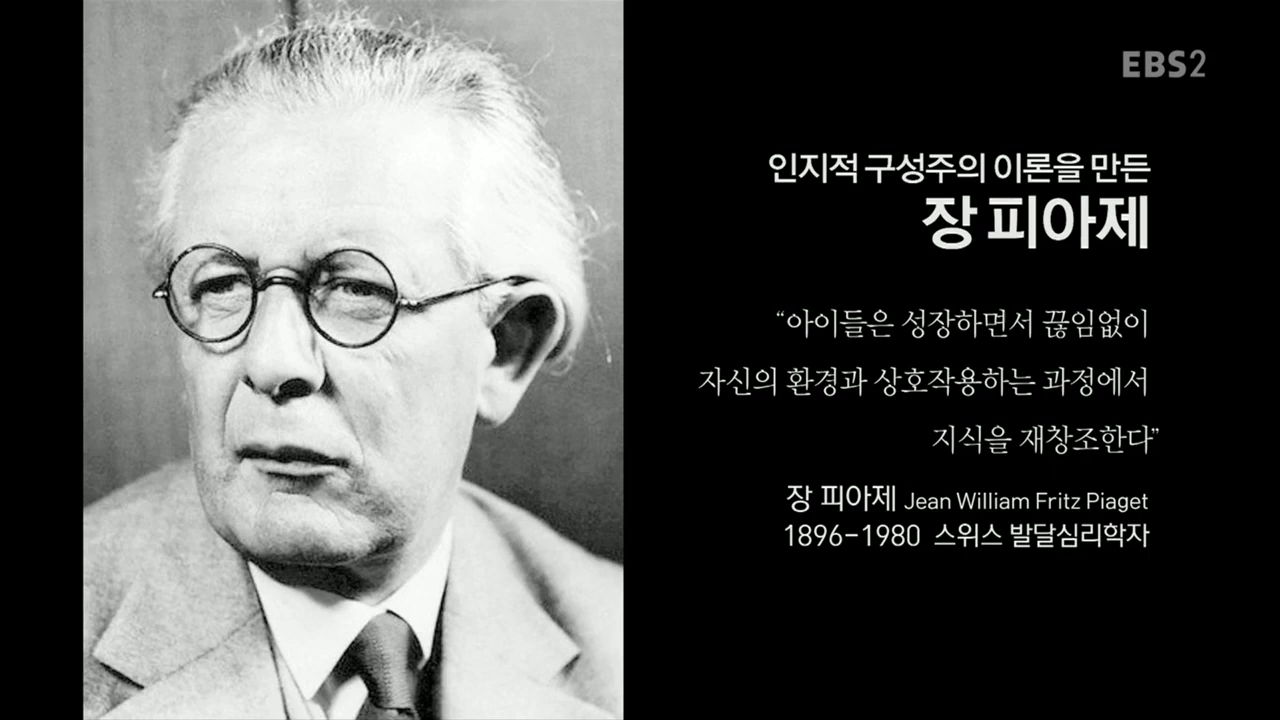 EBS2
인지적 구성주의 이론을 만든
장 피아제
“아이들은 성장하면서 끊임없이
자신의 환경과 상호작용하는 과정에서
지식을 재창조한다”
장 피아제 Jean William Fritz Piaget
1896-1980 스위스 발달심리학자